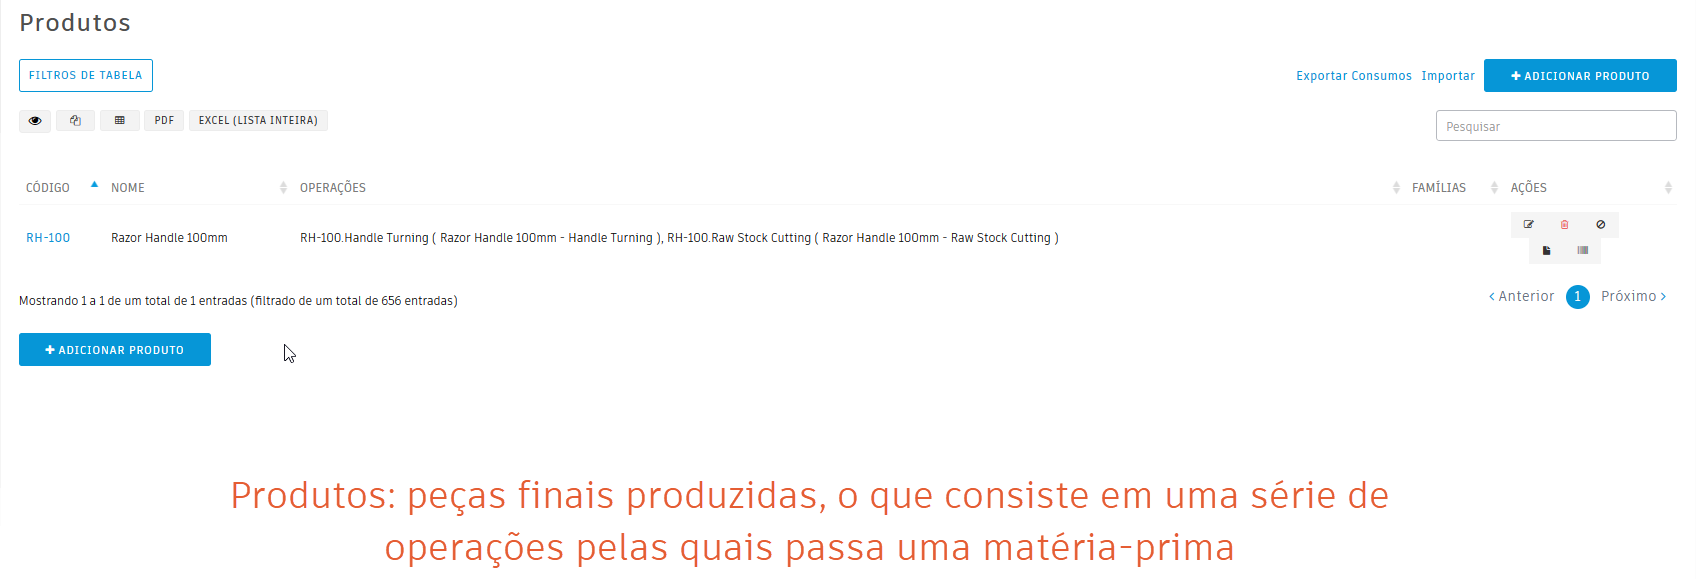 Produtos
FILTROS DE TABELA
Exportar Consumos Importar ADICIONAR PRODUTO
PDF EXCEL (LISTA INTEIRA)
Pesquisar
CÓDIGO NOME OPERAÇÕES FAMÍLIAS AÇÕES
RH-100 Razor Handle 100mm RH-100.Handle Turning ( Razor Handle 100mm - Handle Turning ), RH-100.Raw Stock Cutting ( Razor Handle 100mm - Raw Stock Cutting )
Mostrando 1 a 1 de um total de 1 entradas (filtrado de um total de 656 entradas)
Anterior 1 Próximo
ADICIONAR PRODUTO
Produtos: peças finais produzidas, o que consiste em uma série de
operações pelas quais passa uma matéria-prima